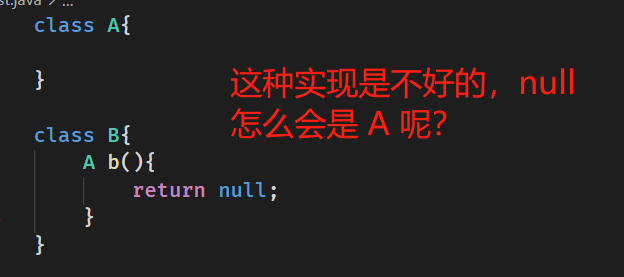 st.java > ...
class A{
}
这种实现是不好的，null
怎么会是 A 呢？
class B{
A b(){
return null;
}
}